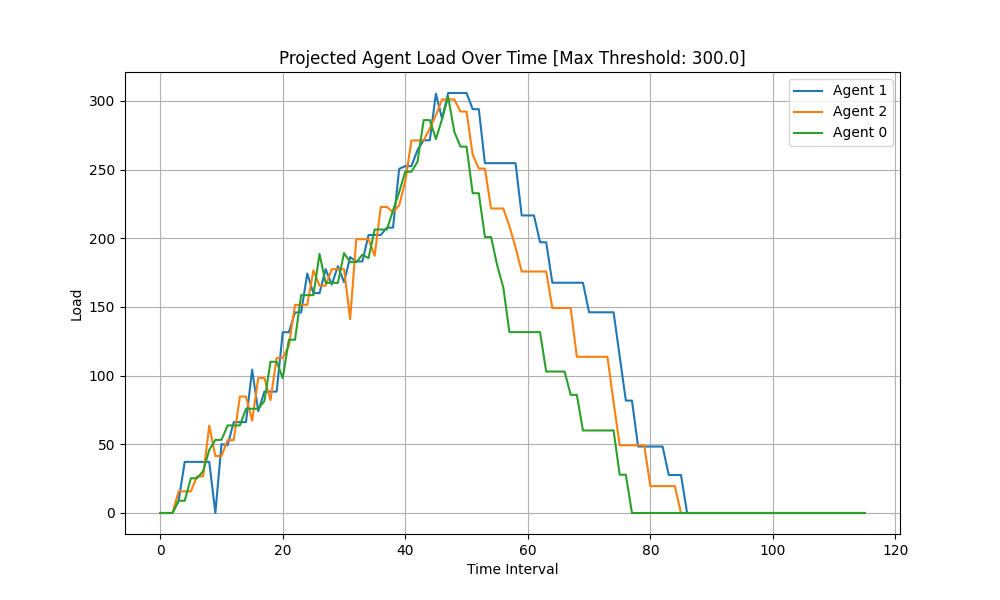 Projected Agent Load Over Time [Max Threshold: 300.0]
Load
300
250
200
150
100
50
0
0 20 40 60 80 100 120
Time Interval
Agent 1
Agent 2
Agent 0